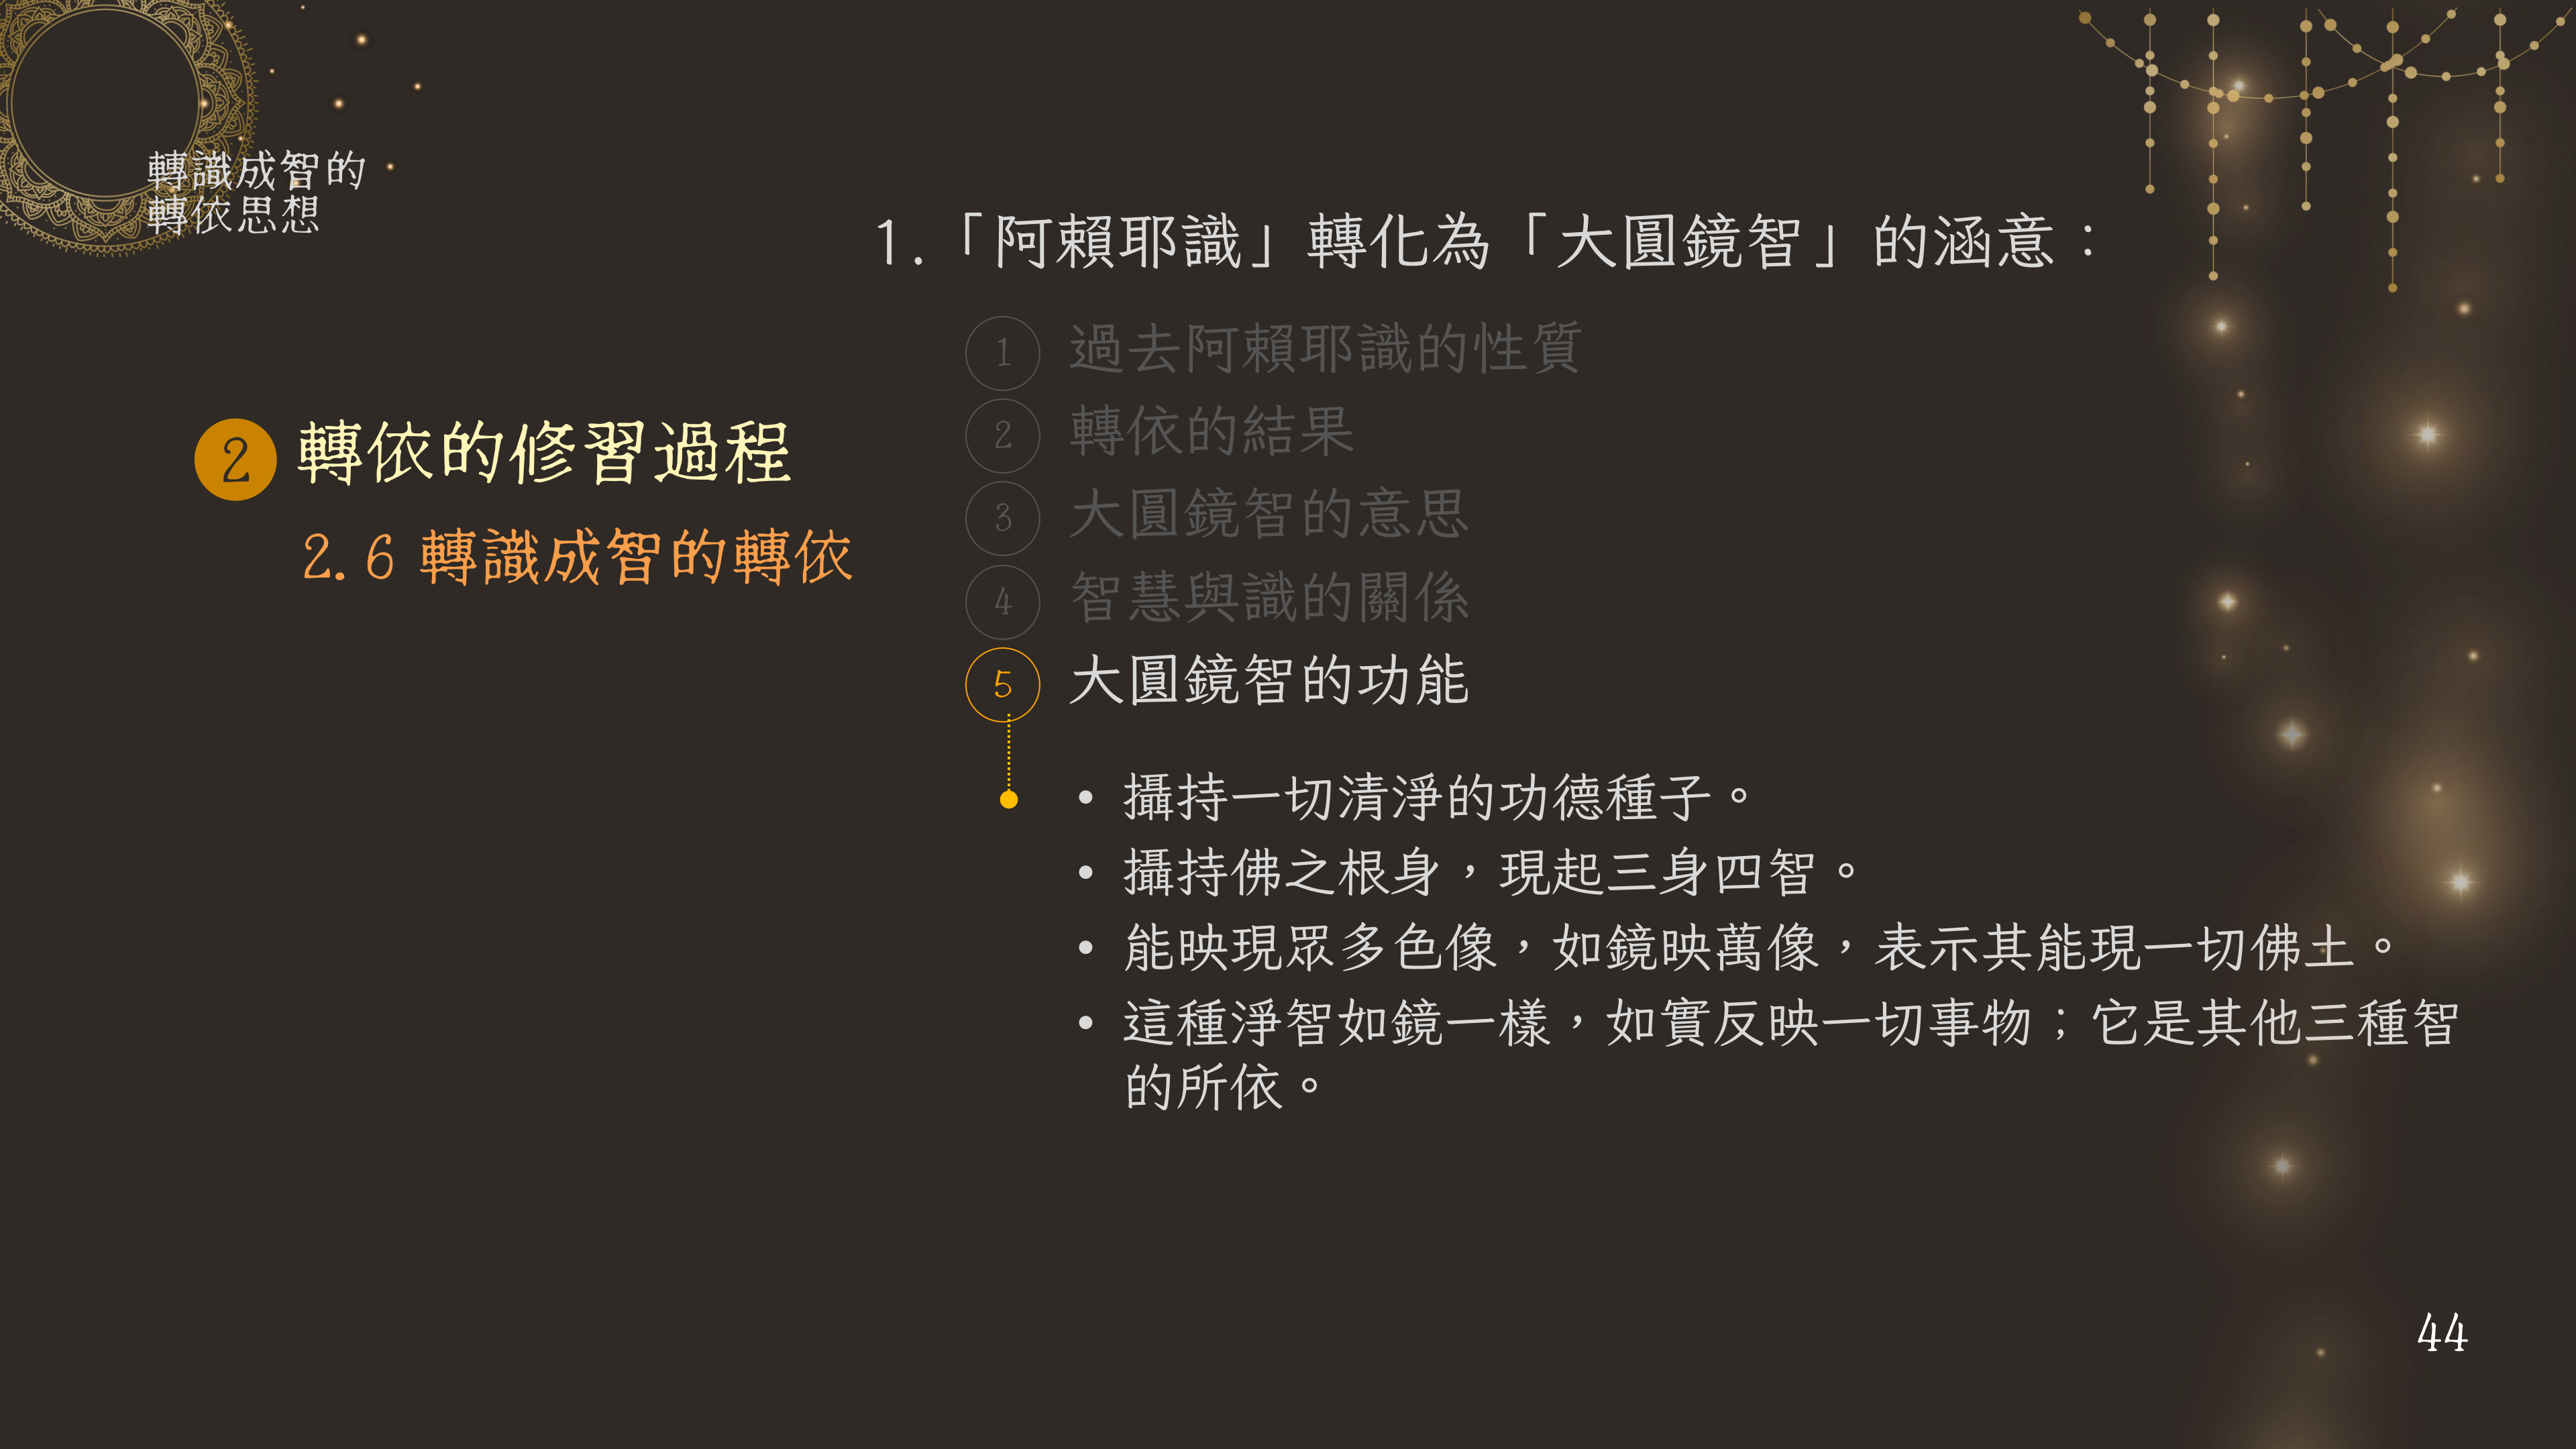 轉識成智的
轉依思想
2 轉依的修習過程
2.6 轉識成智的轉依
1.「阿賴耶識」轉化為「大圓鏡智」的涵意：
1 過去阿賴耶識的性質
2 轉依的結果
3 大圓鏡智的意思
4 智慧與識的關係
5 大圓鏡智的功能
• 攝持一切清淨的功德種子。
• 攝持佛之根身，現起三身四智。
• 能映現眾多色像，如鏡映萬像，表示其能現一切佛土。
• 這種淨智如鏡一樣，如實反映一切事物；它是其他三種智
的所依。
44